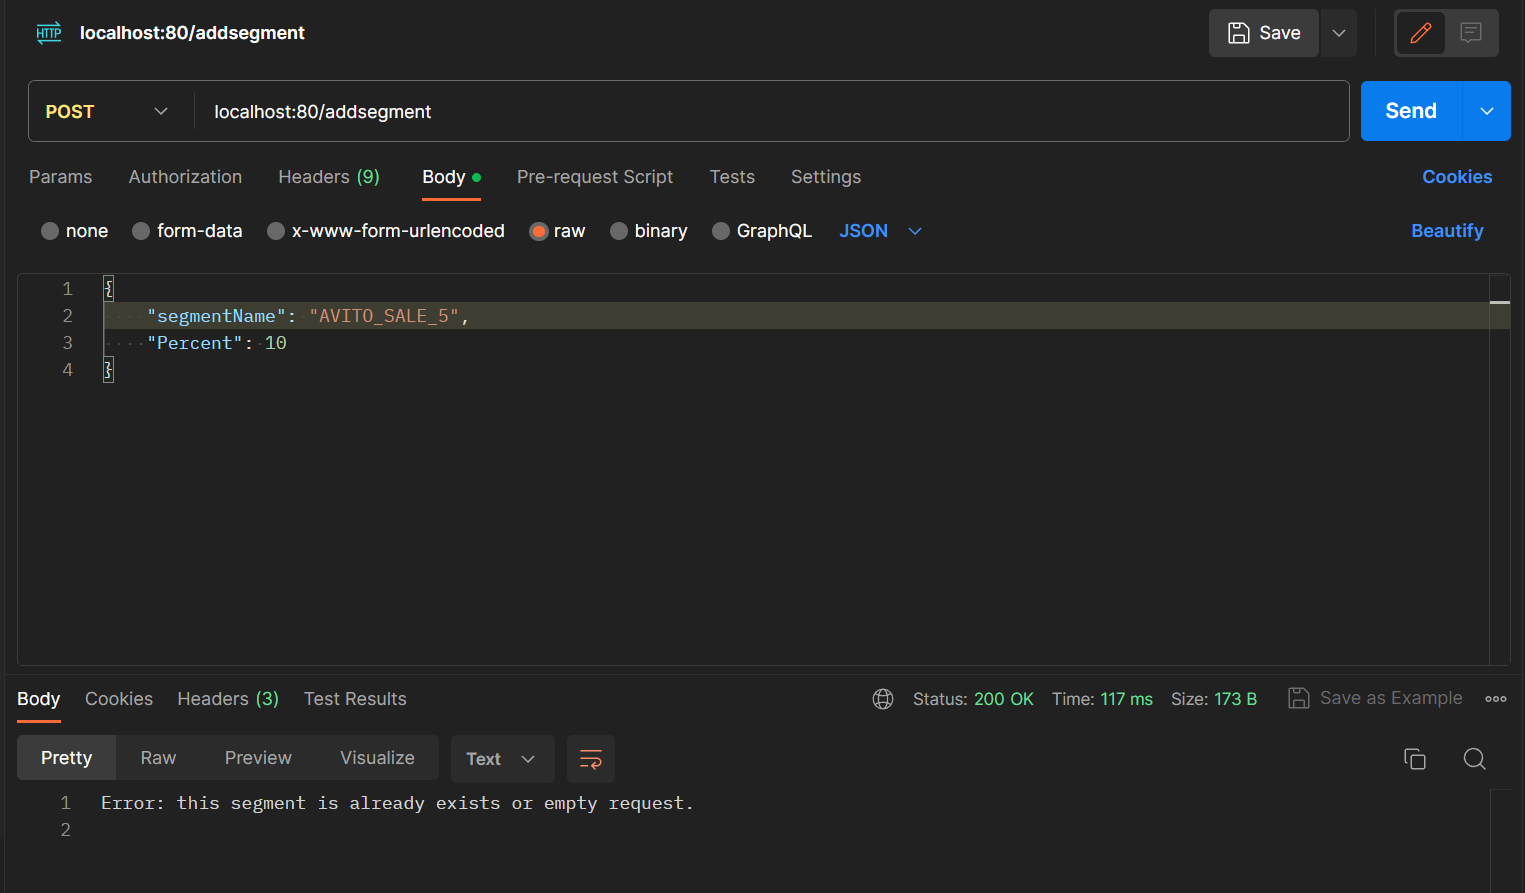 HTTP localhost:80/addsegment Save
POST localhost:80/addsegment Send
Params Authorization Headers (9) Body Pre-request Script Tests Settings Cookies
none form-data x-www-form-urlencoded raw binary GraphQL JSON Beautify
1 {
2 "segmentName": "AVITO_SALE_5",
3 "Percent": 10
4 }
Body Cookies Headers (3) Test Results Status: 200 OK Time: 117 ms Size: 173 B Save as Example
Pretty Raw Preview Visualize Text
1 Error: this segment is already exists or empty request.
2